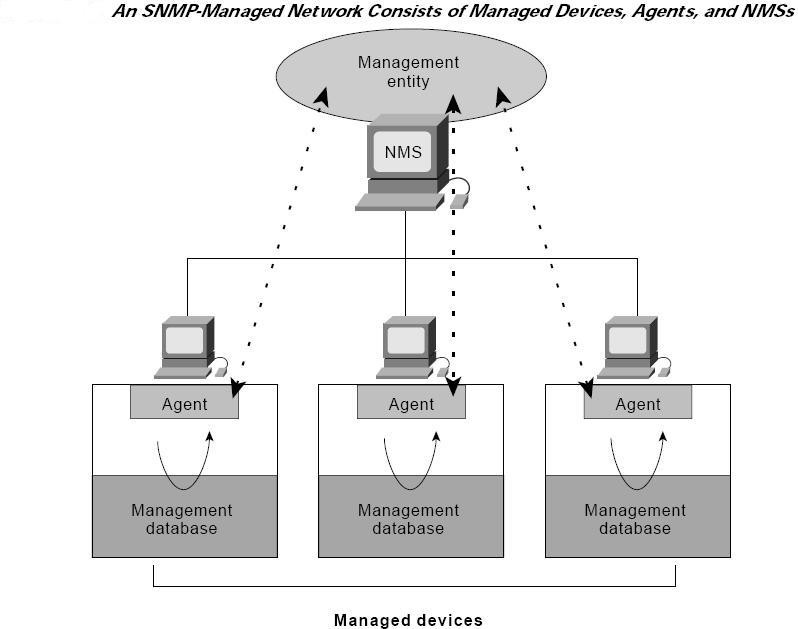 An SNMP-Managed Network Consists of Managed Devices, Agents, and NMSs
Management
entity
NMS
Agent
Agent
Agent
Management
database
Management
database
Management
database
Managed devices